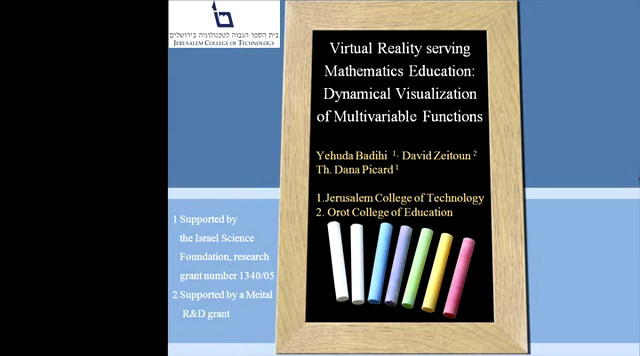 בית הספר הגבוה לטכנולוגיה בירושלים
JERUSALEM COLLEGE OF TECHNOLOGY
Virtual Reality serving
Mathematics Education:
Dynamical Visualization
of Multivariable Functions
Yehuda Badihi 1, David Zeitoun 2
Th. Dana Picard 1
1.Jerusalem College of Technology
2. Orot College of Education
1 Supported by
the Israel Science
Foundation, research
grant number 1340/05
2 Supported by a Meital
R&D grant